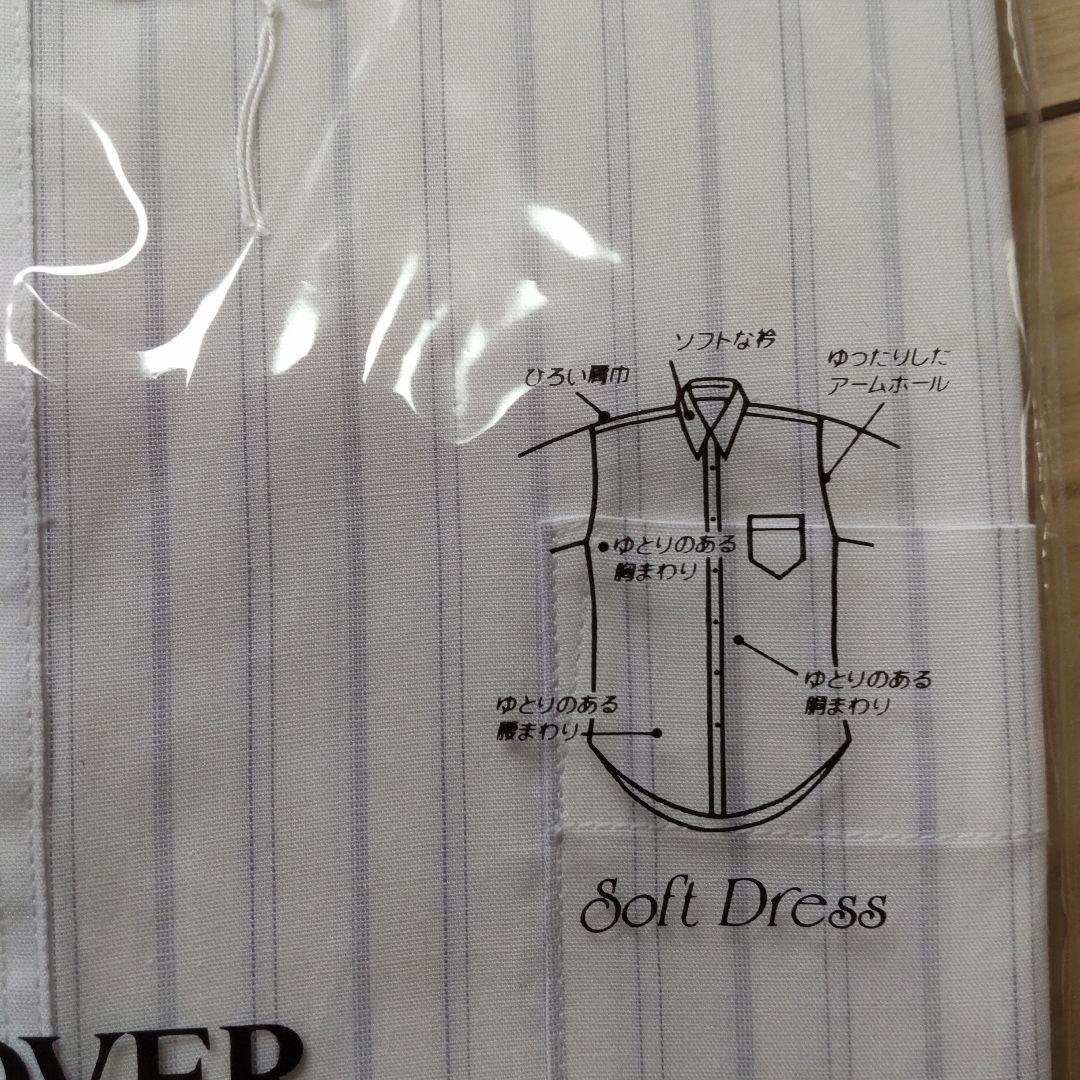 ソフトな衿
ひろい肩巾
ゆったりした
アームホール
ゆとりのある
胸まわり
ゆとりのある
胴まわり
ゆとりのある
腰まわり
Soft Dress
OVER